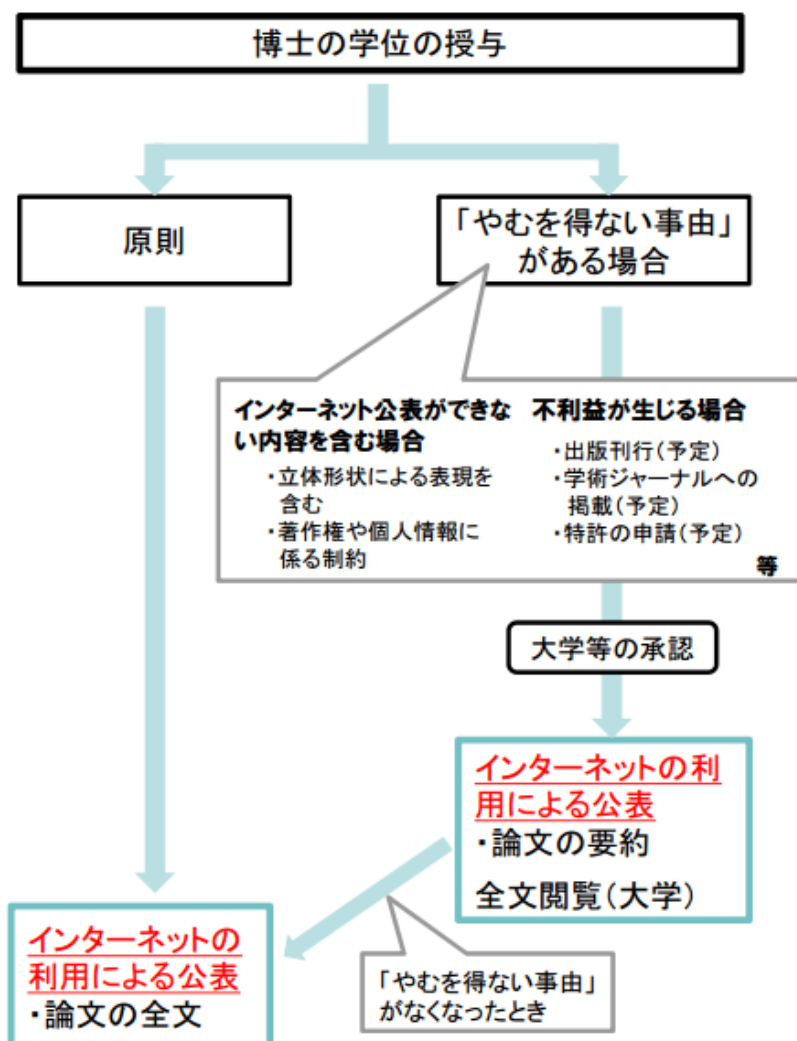 博士の学位の授与
原則
「やむを得ない事由」
がある場合
インターネット公表ができな
い内容を含む場合
・立体形状による表現を
含む
・著作権や個人情報に
係る制約
不利益が生じる場合
・出版刊行(予定)
・学術ジャーナルへの
掲載(予定)
・特許の申請(予定)
等
大学等の承認
インターネットの利
用による公表
・論文の要約
全文閲覧(大学)
「やむを得ない事由」
がなくなったとき
インターネットの
利用による公表
・論文の全文